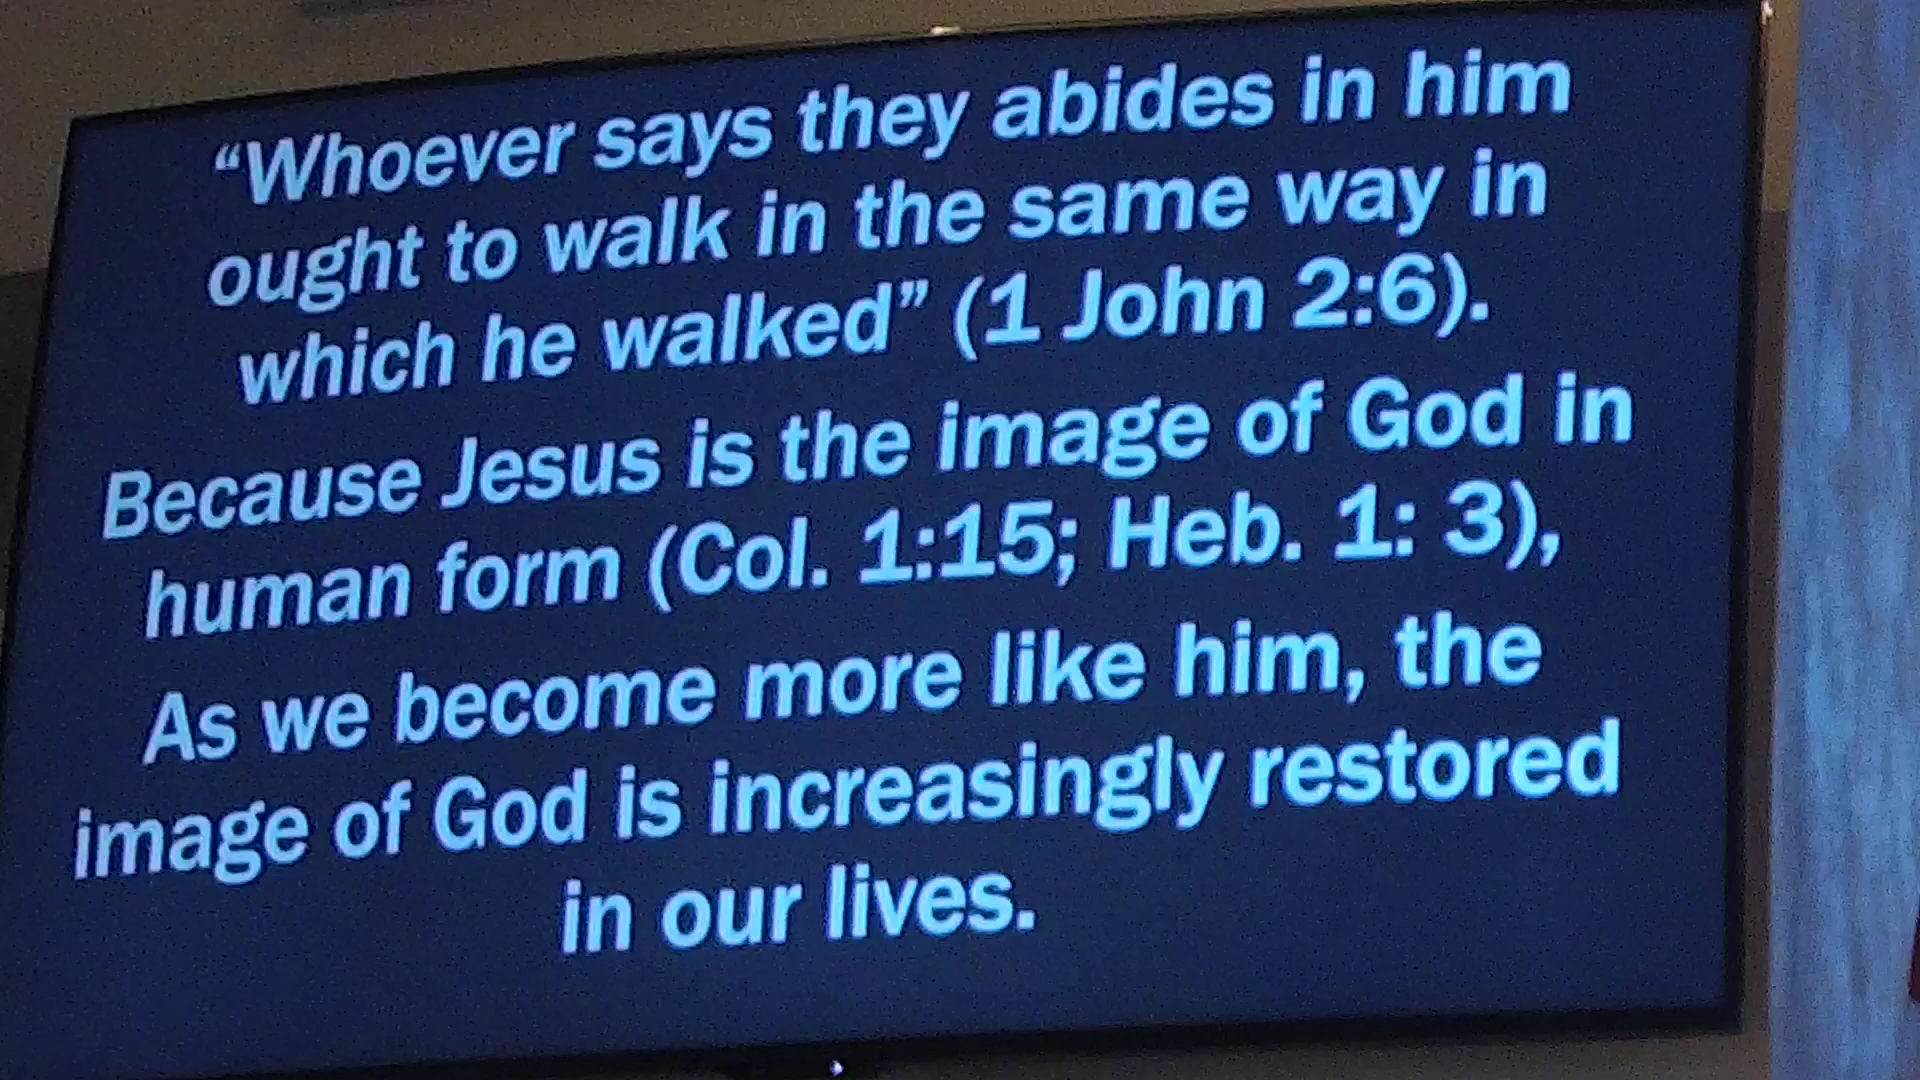 “Whoever says they abides in him
ought to walk in the same way in
which he walked” (1 John 2:6).
Because Jesus is the image of God in
human form (Col. 1:15; Heb. 1: 3),
As we become more like him, the
image of God is increasingly restored
in our lives.